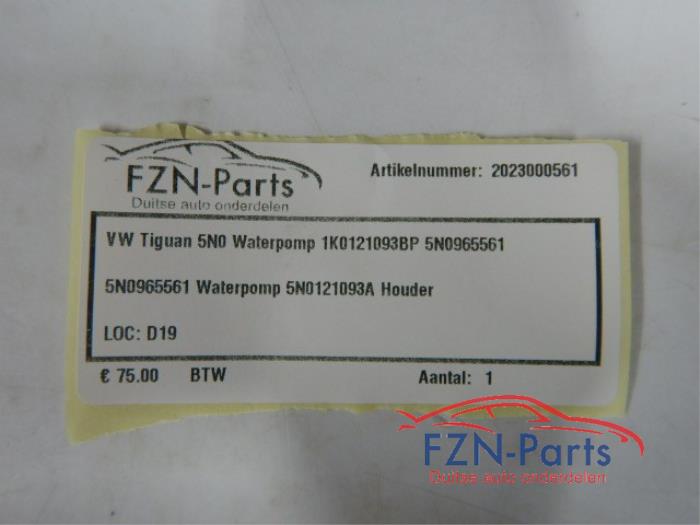 FZN-Parts
Duitse auto onderdelen
Artikelnummer: 2023000561
VW Tiguan 5N0 Waterpomp 1K0121093BP 5N0965561
5N0965561 Waterpomp 5N0121093A Houder
LOC: D19
€ 75.00 BTW Aantal: 1
FZN-Parts
Duitse auto onderdelen